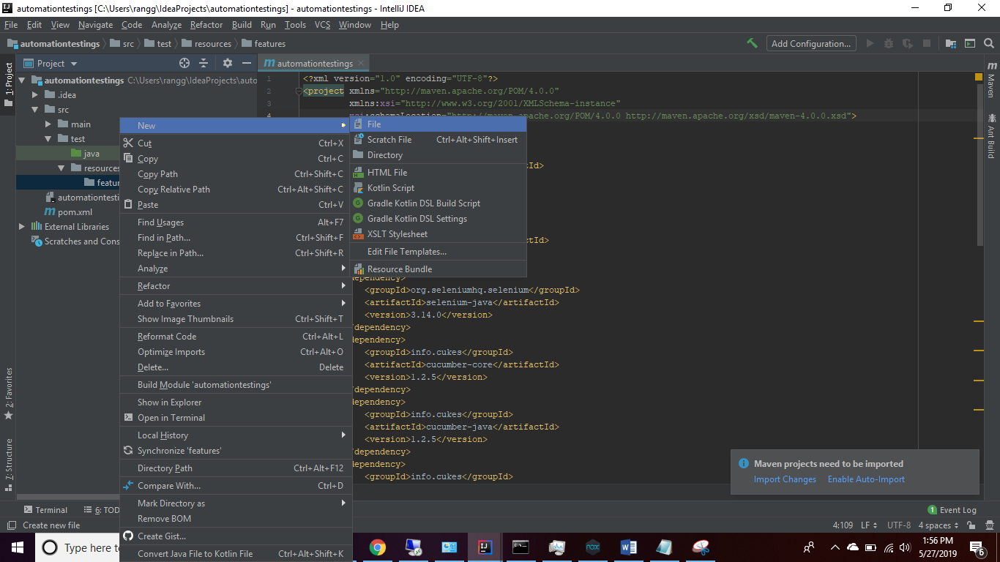 automationtestings [C:\Users\rangg\IdeaProjects\automationtestings] - automationtestings - IntelliJ IDEA
File Edit View Navigate Code Analyze Refactor Build Run Tools VCS Window Help
automationtestings src test resources features
Add Configuration...
1: Project
2: Favorites
7: Structure
Project
automationtestings C:\Users\rangg\IdeaProjects\auto
.idea
src
main
test
java
resources
featur
automationtesti
pom.xml
External Libraries
Scratches and Cons
New
Cut Ctrl+X
Copy Ctrl+C
Copy Path Ctrl+Shift+C
Copy Relative Path Ctrl+Alt+Shift+C
Paste Ctrl+V
Find Usages Alt+F7
Find in Path... Ctrl+Shift+F
Replace in Path... Ctrl+Shift+R
Analyze
Refactor
Add to Favorites
Show Image Thumbnails Ctrl+Shift+T
Reformat Code Ctrl+Alt+L
Optimize Imports Ctrl+Alt+O
Delete... Delete
Build Module 'automationtestings'
Show in Explorer
Open in Terminal
Local History
Synchronize 'features'
Directory Path Ctrl+Alt+F12
Compare With... Ctrl+D
Mark Directory as
Remove BOM
Create Gist...
Convert Java File to Kotlin File Ctrl+Alt+Shift+K
File
Scratch File Ctrl+Alt+Shift+Insert
Directory
HTML File
Kotlin Script
Gradle Kotlin DSL Build Script
Gradle Kotlin DSL Settings
XSLT Stylesheet
Edit File Templates...
Resource Bundle
automationtestings
1 <?xml version="1.0" encoding="UTF-8"?>
2 <project xmlns="http://maven.apache.org/POM/4.0.0"
3 xmlns:xsi="http://www.w3.org/2001/XMLSchema-instance"
4 xsi:schemaLocation="http://maven.apache.org/POM/4.0.0 http://maven.apache.org/xsd/maven-4.0.0.xsd">
tId>
actId>
dependency>
<groupId>org.seleniumhq.selenium</groupId>
<artifactId>selenium-java</artifactId>
<version>3.14.0</version>
dependency>
dependency>
<groupId>info.cukes</groupId>
<artifactId>cucumber-core</artifactId>
<version>1.2.5</version>
dependency>
dependency>
<groupId>info.cukes</groupId>
<artifactId>cucumber-java</artifactId>
<version>1.2.5</version>
dependency>
dependency>
<groupId>info.cukes</groupId>
Maven
Ant Build
Maven projects need to be imported
Import Changes Enable Auto-Import
Terminal 6: TOD
1 Event Log
Create new file
4:109 LF UTF-8 4 spaces
Type here t
nox
1:56 PM
5/27/2019
6